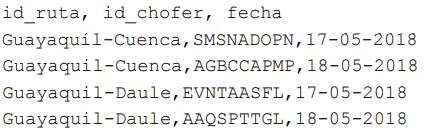 id_ruta, id_chofer, fecha
Guayaquil-Cuenca,SMSNADOPN,17-05-2018
Guayaquil-Cuenca,AGBCCAPMP,18-05-2018
Guayaquil-Daule,EVNTAASFL,17-05-2018
Guayaquil-Daule,AAQSPTTGL,18-05-2018